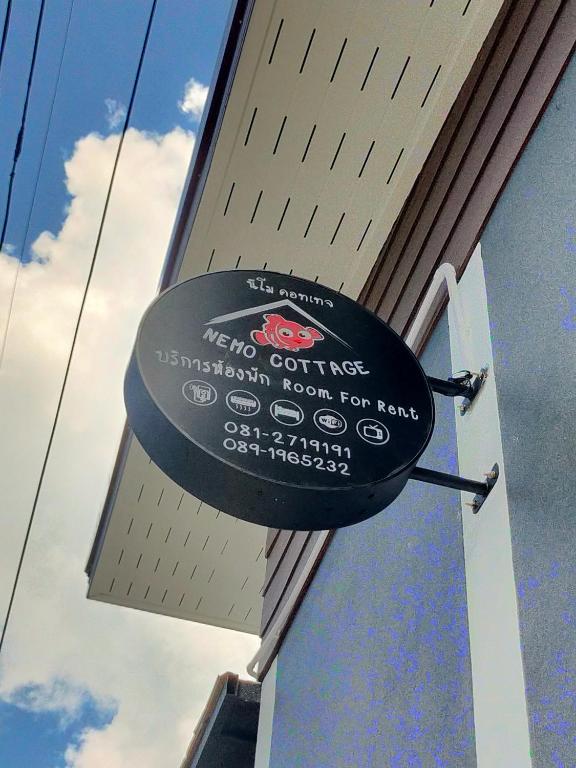 นีโม คอทเทจ
NEMO COTTAGE
บริการห้องพัก Room For Rent
WiFi
081-2719191
089-1965232